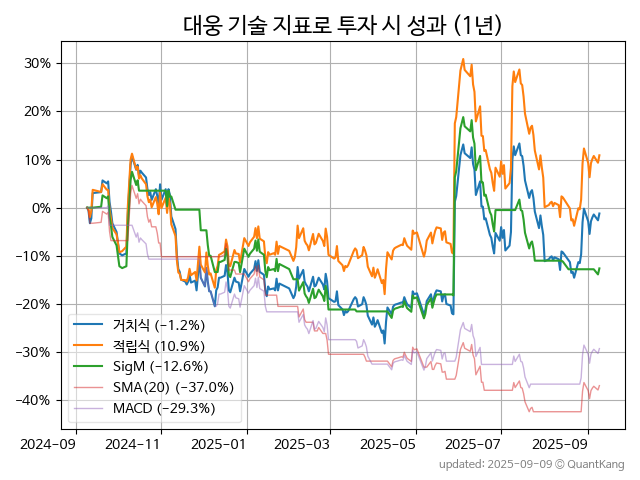 대웅 기술 지표로 투자 시 성과 (1년)
30%
20%
10%
0%
−10%
−20%
−30%
−40%
거치식 (−1.2%)
적립식 (10.9%)
SigM (−12.6%)
SMA(20) (−37.0%)
MACD (−29.3%)
2024-09 2024-11 2025-01 2025-03 2025-05 2025-07 2025-09
updated: 2025-09-09 © QuantKang